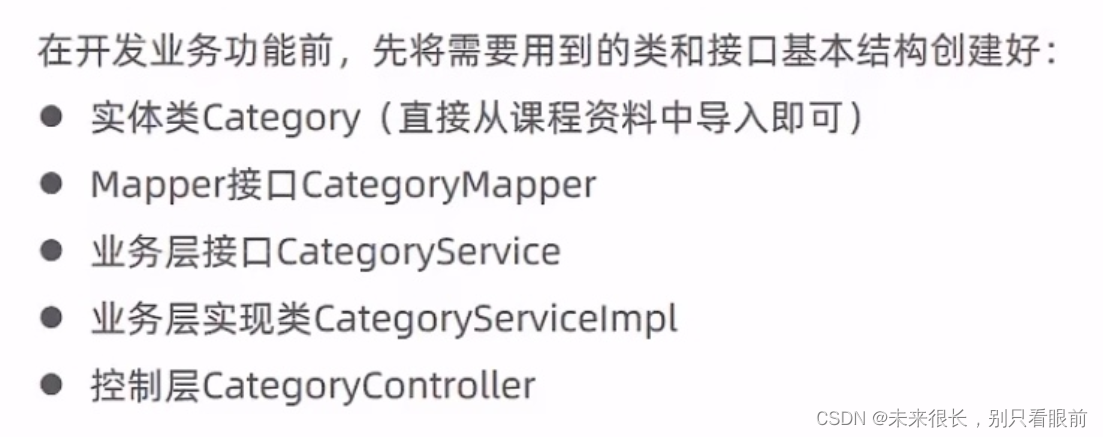 在开发业务功能前，先将需要用到的类和接口基本结构创建好：
● 实体类Category（直接从课程资料中导入即可）
● Mapper接口CategoryMapper
● 业务层接口CategoryService
● 业务层实现类CategoryServiceImpl
● 控制层CategoryController
CSDN @未来很长，别只看眼前